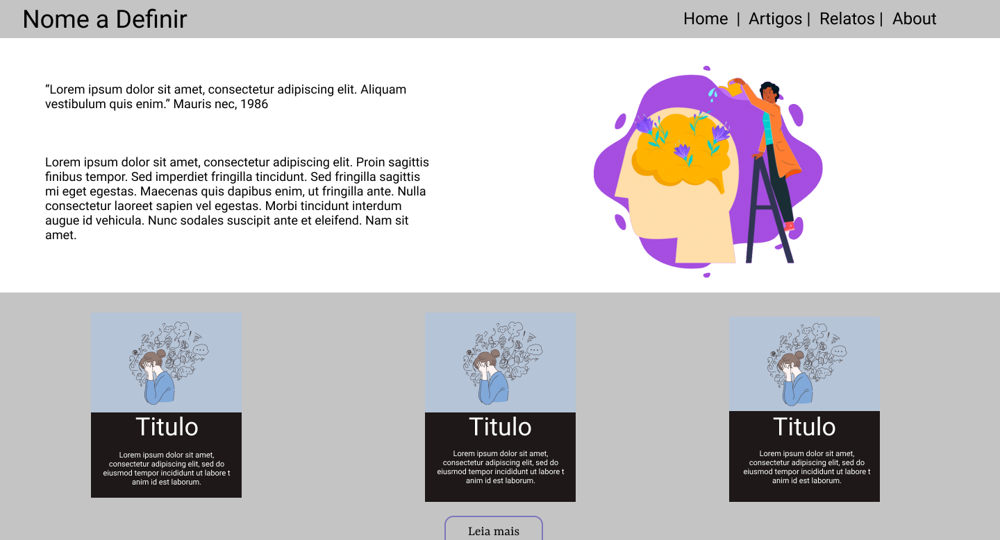 Nome a Definir
Home | Artigos | Relatos | About
“Lorem ipsum dolor sit amet, consectetur adipiscing elit. Aliquam
vestibulum quis enim.” Mauris nec, 1986
Lorem ipsum dolor sit amet, consectetur adipiscing elit. Proin sagittis
finibus tempor. Sed imperdiet fringilla tincidunt. Sed fringilla sagittis
mi eget egestas. Maecenas quis dapibus enim, ut fringilla ante. Nulla
consectetur laoreet sapien vel egestas. Morbi tincidunt interdum
augue id vehicula. Nunc sodales suscipit ante et eleifend. Nam sit
amet.
Titulo
Lorem ipsum dolor sit amet,
consectetur adipiscing elit, sed do
eiusmod tempor incididunt ut labore t
anim id est laborum.
Titulo
Lorem ipsum dolor sit amet,
consectetur adipiscing elit, sed do
eiusmod tempor incididunt ut labore t
anim id est laborum.
Titulo
Lorem ipsum dolor sit amet,
consectetur adipiscing elit, sed do
eiusmod tempor incididunt ut labore t
anim id est laborum.
Leia mais